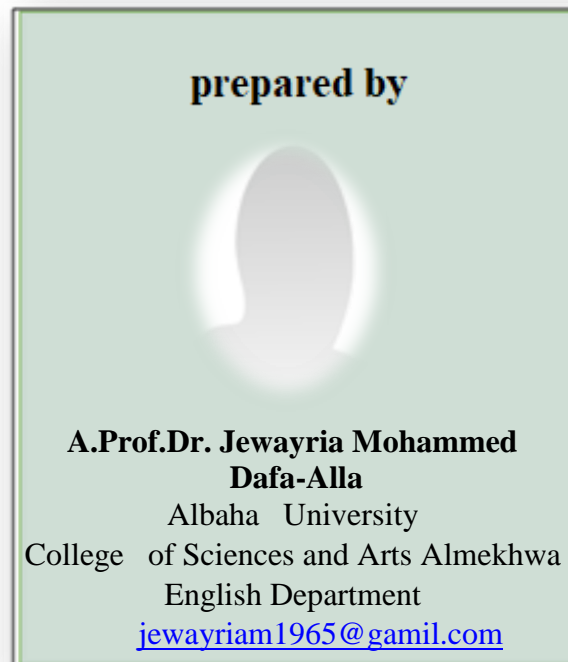 prepared by
A.Prof.Dr. Jewayria Mohammed
Dafa-Alla
Albaha University
College of Sciences and Arts Almekhwa
English Department
jewayriam1965@gamil.com